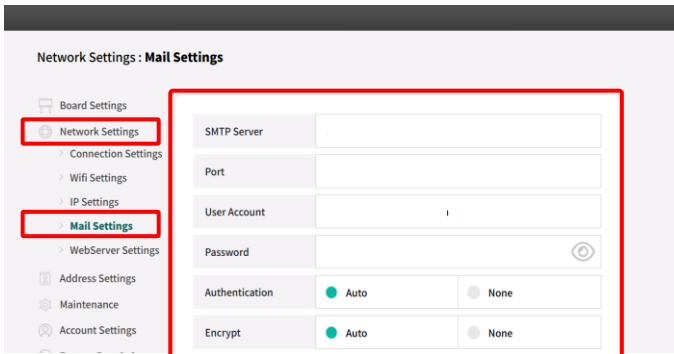 Network Settings : Mail Settings
Board Settings
Network Settings
Connection Settings
Wifi Settings
IP Settings
Mail Settings
WebServer Settings
Address Settings
Maintenance
Account Settings
SMTP Server
Port
User Account
Password
Authentication Auto None
Encrypt Auto None